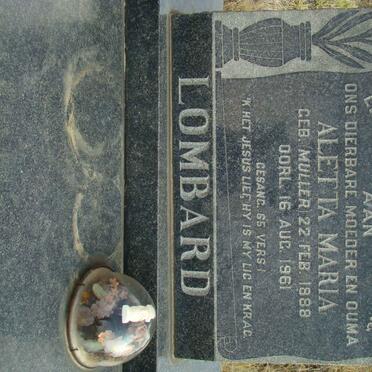 AAN
ONS DIERBARE MOEDER EN OUMA
ALETTA MARIA
GEB MULLER 22 FEB. 1888
OORL. 16 AUG. 1961
GESANG. 65 VERS 1
'K HET JESUS LIEF, HY IS MY LIG EN KRAG.
LOMBARD